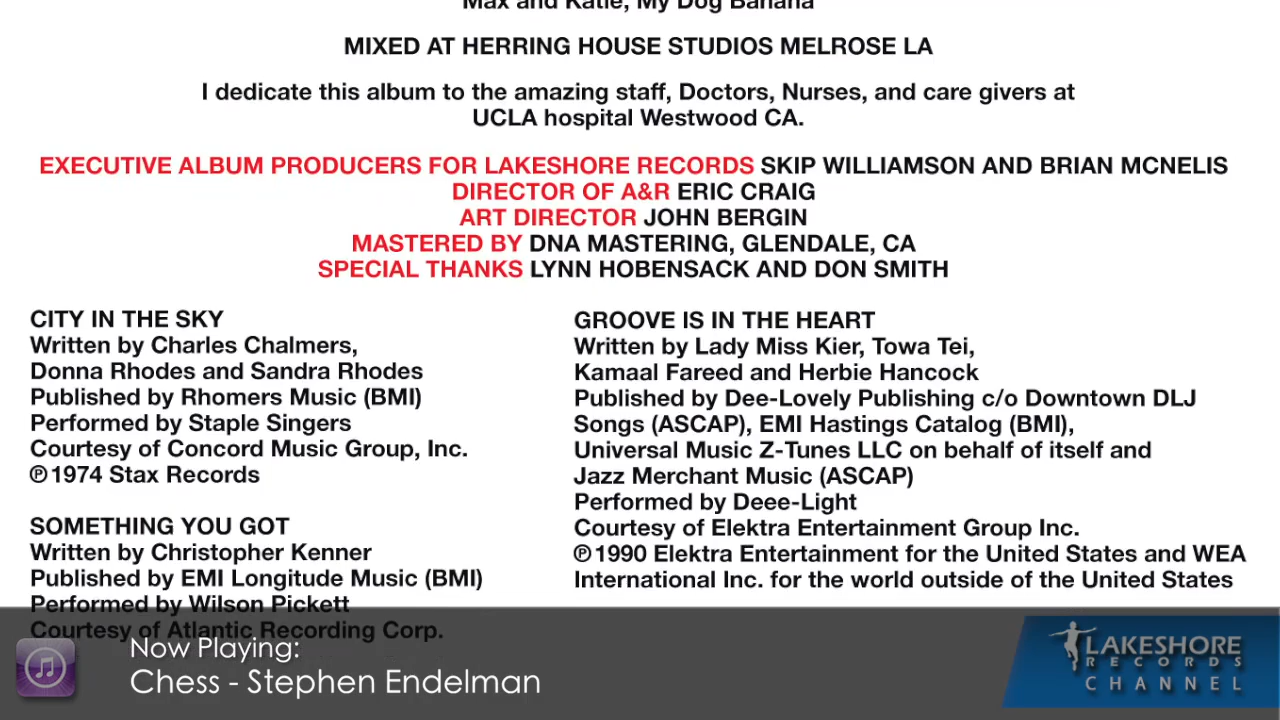 Max and Katie, My Dog Banana
MIXED AT HERRING HOUSE STUDIOS MELROSE LA
I dedicate this album to the amazing staff, Doctors, Nurses, and care givers at
UCLA hospital Westwood CA.
EXECUTIVE ALBUM PRODUCERS FOR LAKESHORE RECORDS SKIP WILLIAMSON AND BRIAN MCNELIS
DIRECTOR OF A&R ERIC CRAIG
ART DIRECTOR JOHN BERGIN
MASTERED BY DNA MASTERING, GLENDALE, CA
SPECIAL THANKS LYNN HOBENSACK AND DON SMITH
CITY IN THE SKY
Written by Charles Chalmers,
Donna Rhodes and Sandra Rhodes
Published by Rhomers Music (BMI)
Performed by Staple Singers
Courtesy of Concord Music Group, Inc.
℗1974 Stax Records
SOMETHING YOU GOT
Written by Christopher Kenner
Published by EMI Longitude Music (BMI)
Performed by Wilson Pickett
Courtesy of Atlantic Recording Corp.
GROOVE IS IN THE HEART
Written by Lady Miss Kier, Towa Tei,
Kamaal Fareed and Herbie Hancock
Published by Dee-Lovely Publishing c/o Downtown DLJ
Songs (ASCAP), EMI Hastings Catalog (BMI),
Universal Music Z-Tunes LLC on behalf of itself and
Jazz Merchant Music (ASCAP)
Performed by Deee-Light
Courtesy of Elektra Entertainment Group Inc.
℗1990 Elektra Entertainment for the United States and WEA
International Inc. for the world outside of the United States
Now Playing:
Chess - Stephen Endelman
LAKESHORE
RECORDS
CHANNEL